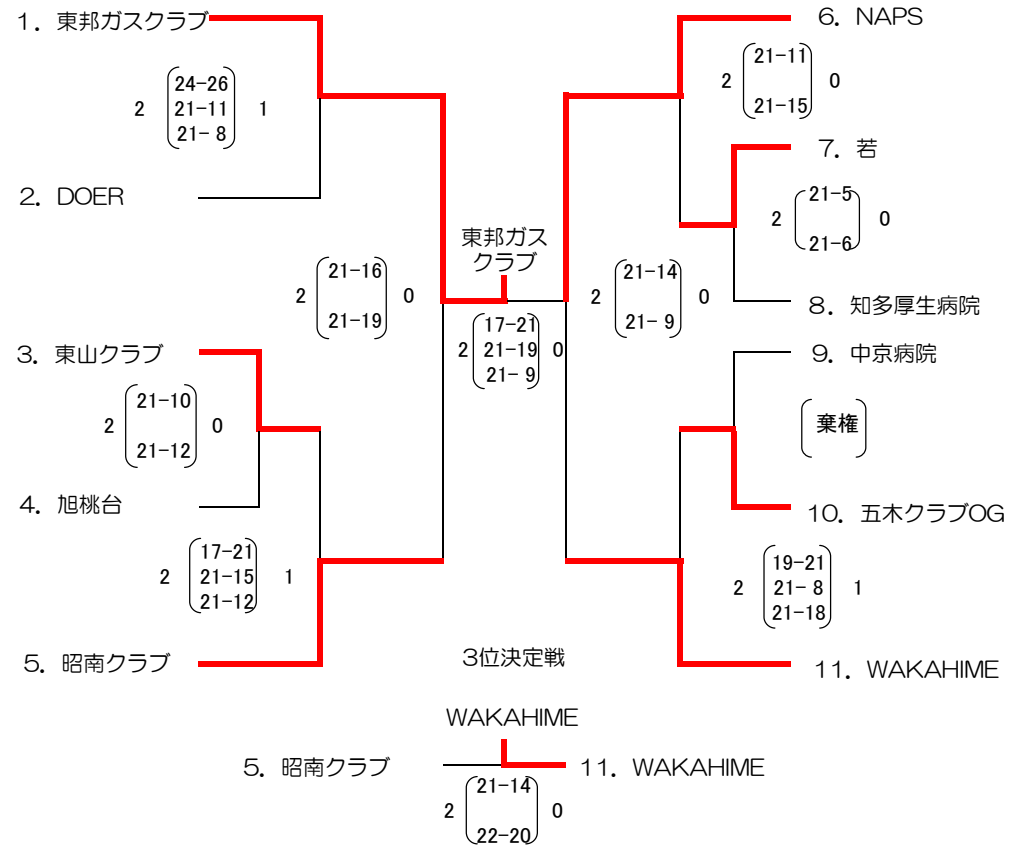 1. 東邦ガスクラブ
24-26
2 21-11 1
21- 8
2. DOER
21-16
2 0
21-19
3. 東山クラブ
21-10
2 0
21-12
4. 旭桃台
17-21
2 21-15 1
21-12
5. 昭南クラブ
東邦ガス
クラブ
17-21
2 21-19 0
21- 9
6. NAPS
21-11
2 0
21-15
7. 若
21-5
2 0
21-6
8. 知多厚生病院
21-14
2 0
21- 9
9. 中京病院
棄権
10. 五木クラブOG
19-21
2 21- 8 1
21-18
11. WAKAHIME
3位決定戦
WAKAHIME
5. 昭南クラブ 11. WAKAHIME
21-14
2 0
22-20